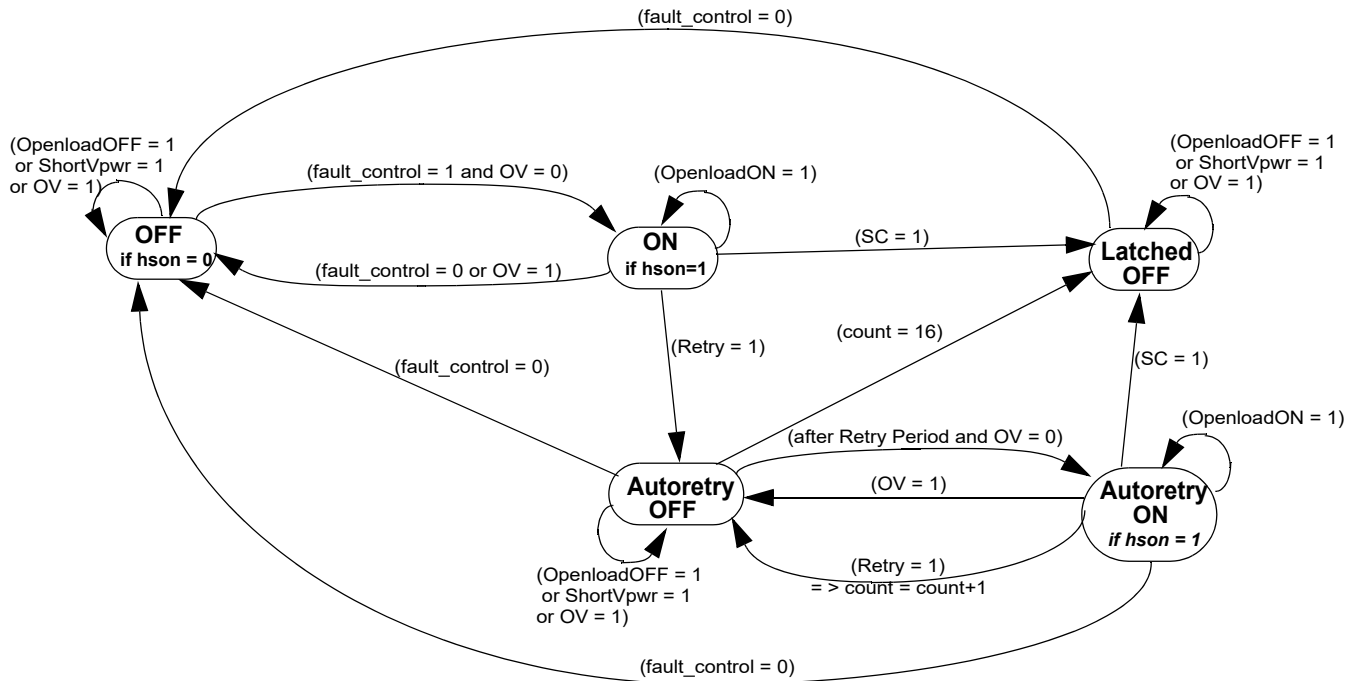 (fault_control = 0)
(OpenloadOFF = 1
or ShortVpwr = 1
or OV = 1)
(fault_control = 1 and OV = 0)
(OpenloadON = 1)
(OpenloadOFF = 1
or ShortVpwr = 1
or OV = 1)
OFF
if hson = 0
ON
if hson=1
(SC = 1)
Latched
OFF
(fault_control = 0 or OV = 1)
(count = 16)
(Retry = 1)
(fault_control = 0)
(SC = 1)
(OpenloadON = 1)
(after Retry Period and OV = 0)
Autoretry
OFF
(OV = 1)
Autoretry
ON
if hson = 1
(Retry = 1)
= > count = count+1
(OpenloadOFF = 1
or ShortVpwr = 1
or OV = 1)
(fault_control = 0)